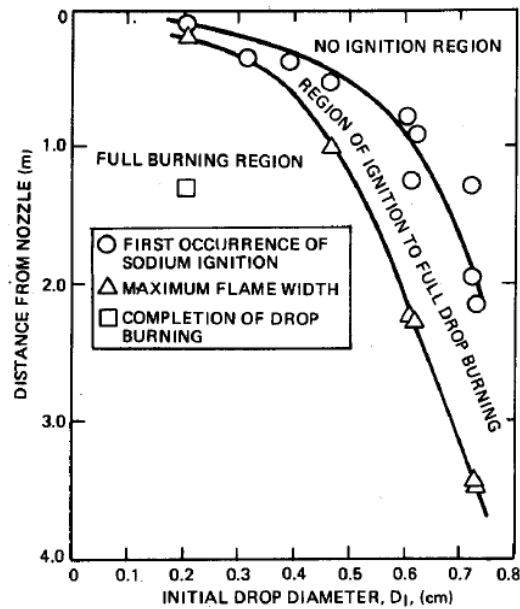 0
NO IGNITION REGION
REGION OF IGNITION TO FULL DROP BURNING
1.0
FULL BURNING REGION
FIRST OCCURRENCE OF
SODIUM IGNITION
MAXIMUM FLAME WIDTH
COMPLETION OF DROP
BURNING
2.0
3.0
4.0
DISTANCE FROM NOZZLE (m)
0 0.1 0.2 0.3 0.4 0.5 0.6 0.7 0.8
INITIAL DROP DIAMETER, DI, (cm)